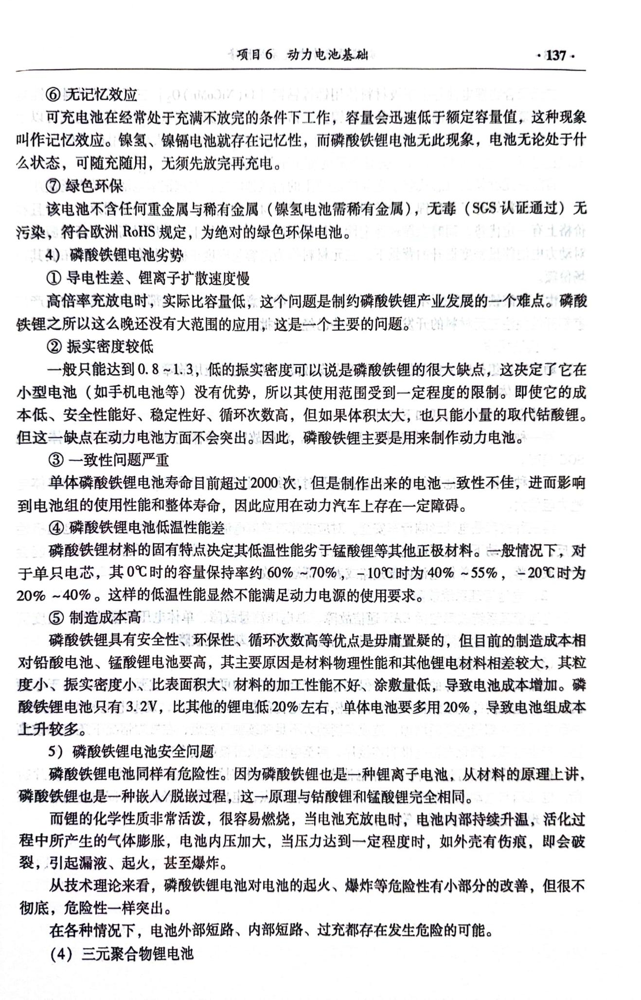 项目6 动力电池基础 ·137·
⑥ 无记忆效应
可充电池在经常处于充满不放完的条件下工作，容量会迅速低于额定容量值，这种现象
叫作记忆效应。镍氢、镍镉电池就存在记忆性，而磷酸铁锂电池无此现象，电池无论处于什
么状态，可随充随用，无须先放完再充电。
⑦ 绿色环保
该电池不含任何重金属与稀有金属（镍氢电池需稀有金属），无毒（SGS 认证通过）无
污染，符合欧洲 RoHS 规定，为绝对的绿色环保电池。
4）磷酸铁锂电池劣势
① 导电性差、锂离子扩散速度慢
高倍率充放电时，实际比容量低，这个问题是制约磷酸铁锂产业发展的一个难点。磷酸
铁锂之所以这么晚还没有大范围的应用，这是一个主要的问题。
② 振实密度较低
一般只能达到 0.8~1.3，低的振实密度可以说是磷酸铁锂的很大缺点，这决定了它在
小型电池（如手机电池等）没有优势，所以其使用范围受到一定程度的限制。即使它的成
本低、安全性能好、稳定性好、循环次数高，但如果体积太大，也只能小量的取代钴酸锂。
但这一缺点在动力电池方面不会突出。因此，磷酸铁锂主要是用来制作动力电池。
③ 一致性问题严重
单体磷酸铁锂电池寿命目前超过 2000 次，但是制作出来的电池一致性不佳，进而影响
到电池组的使用性能和整体寿命，因此应用在动力汽车上存在一定障碍。
④ 磷酸铁锂电池低温性能差
磷酸铁锂材料的固有特点决定其低温性能劣于锰酸锂等其他正极材料。一般情况下，对
于单只电芯，其 0℃时的容量保持率约 60%~70%，-10℃时为 40%~55%，-20℃时为
20%~40%。这样的低温性能显然不能满足动力电源的使用要求。
⑤ 制造成本高
磷酸铁锂具有安全性、环保性、循环次数高等优点是毋庸置疑的，但目前的制造成本相
对铅酸电池、锰酸锂电池要高，其主要原因是材料物理性能和其他锂电材料相差较大，其粒
度小、振实密度小、比表面积大、材料的加工性能不好、涂敷量低，导致电池成本增加。磷
酸铁锂电池只有 3.2V，比其他的锂电低 20%左右，单体电池要多用 20%，导致电池组成本
上升较多。
5）磷酸铁锂电池安全问题
磷酸铁锂电池同样有危险性。因为磷酸铁锂也是一种锂离子电池，从材料的原理上讲，
磷酸铁锂也是一种嵌入/脱嵌过程，这一原理与钴酸锂和锰酸锂完全相同。
而锂的化学性质非常活泼，很容易燃烧，当电池充放电时，电池内部持续升温，活化过
程中所产生的气体膨胀，电池内压加大，当压力达到一定程度时，如外壳有伤痕，即会破
裂，引起漏液、起火，甚至爆炸。
从技术理论来看，磷酸铁锂电池对电池的起火、爆炸等危险性有小部分的改善，但很不
彻底，危险性一样突出。
在各种情况下，电池外部短路、内部短路、过充都存在发生危险的可能。
（4）三元聚合物锂电池